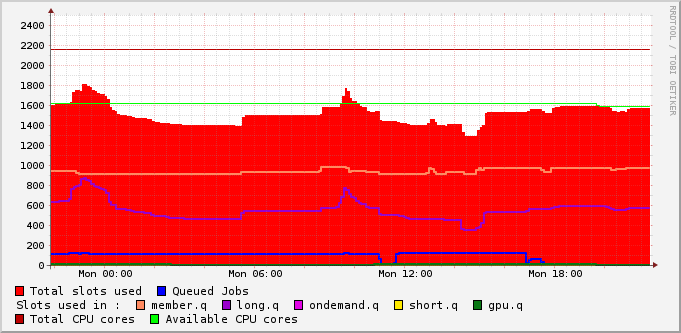 RRDTOOL / TOBI OETIKER
2400
2200
2000
1800
1600
1400
1200
1000
800
600
400
200
0
Mon 00:00 Mon 06:00 Mon 12:00 Mon 18:00
Total slots used Queued Jobs
Slots used in : member.q long.q ondemand.q short.q gpu.q
Total CPU cores Available CPU cores